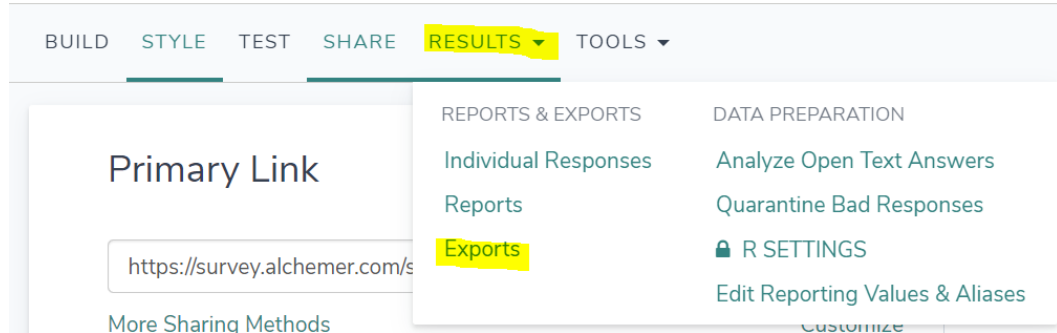 BUILD STYLE TEST SHARE RESULTS TOOLS
REPORTS & EXPORTS DATA PREPARATION
Primary Link
Individual Responses Analyze Open Text Answers
Reports Quarantine Bad Responses
Exports R SETTINGS
https://survey.alchemer.com/s
Edit Reporting Values & Aliases
More Sharing Methods Customize